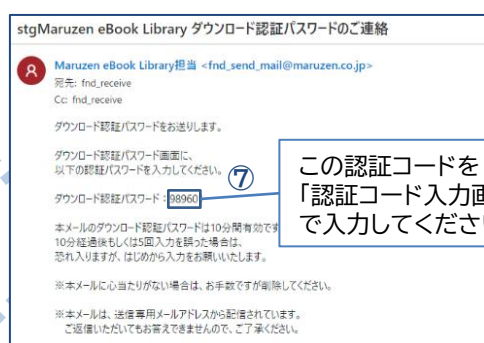 stgMaruzen eBook Library ダウンロード認証パスワードのご連絡
R
Maruzen eBook Library担当 <fnd_send_mail@maruzen.co.jp>
宛先: fnd_receive
Cc: fnd_receive
ダウンロード認証パスワードをお送りします。
ダウンロード認証パスワード画面に、
以下の認証パスワードを入力してください。
⑦
ダウンロード認証パスワード：98960
この認証コードを
「認証コード入力画
で入力してくださ
本メールのダウンロード認証パスワードは10分間有効です
10分経過後もしくは5回入力を誤った場合は、
恐れ入りますが、はじめから入力をお願いいたします。
※本メールに心当たりがない場合は、お手数ですが削除してください。
※本メールは、送信専用メールアドレスから配信されています。
ご返信いただいてもお答えできませんので、ご了承ください。